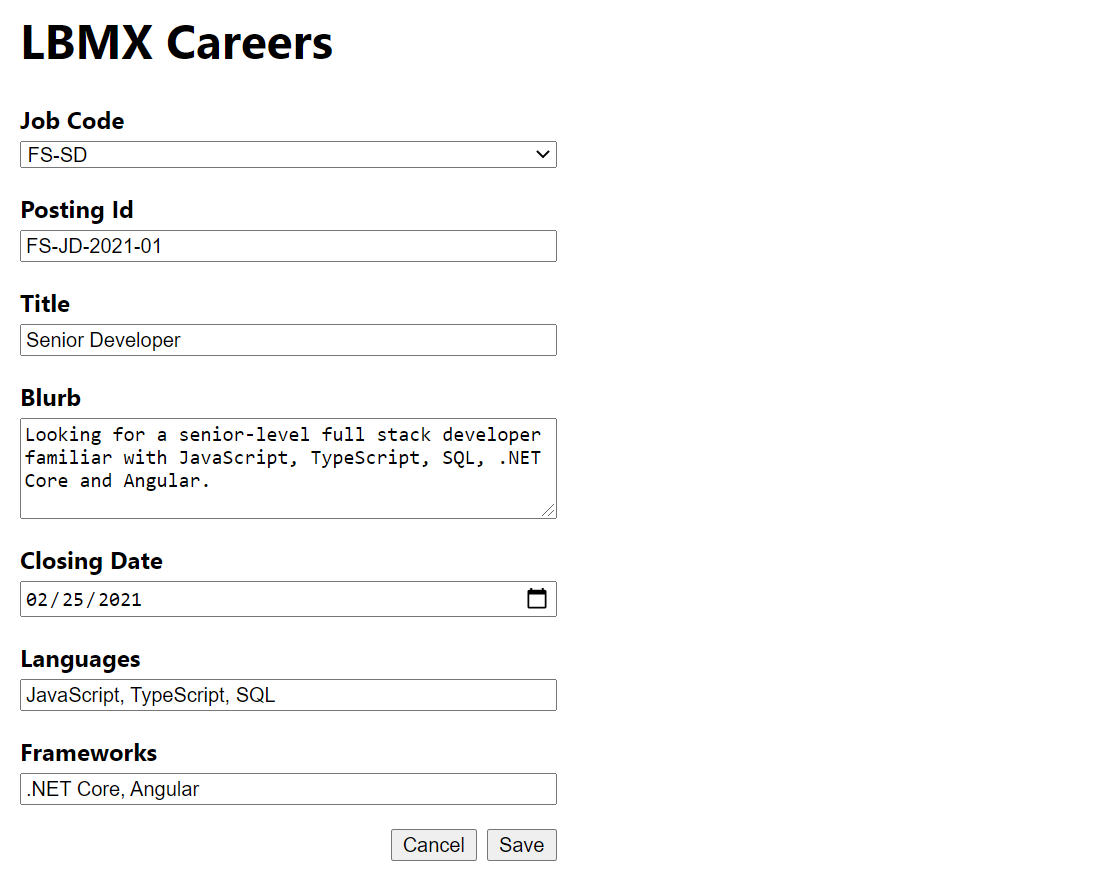 LBMX Careers
Job Code
FS-SD
Posting Id
FS-JD-2021-01
Title
Senior Developer
Blurb
Looking for a senior-level full stack developer
familiar with JavaScript, TypeScript, SQL, .NET
Core and Angular.
Closing Date
02/25/2021
Languages
JavaScript, TypeScript, SQL
Frameworks
.NET Core, Angular
Cancel Save